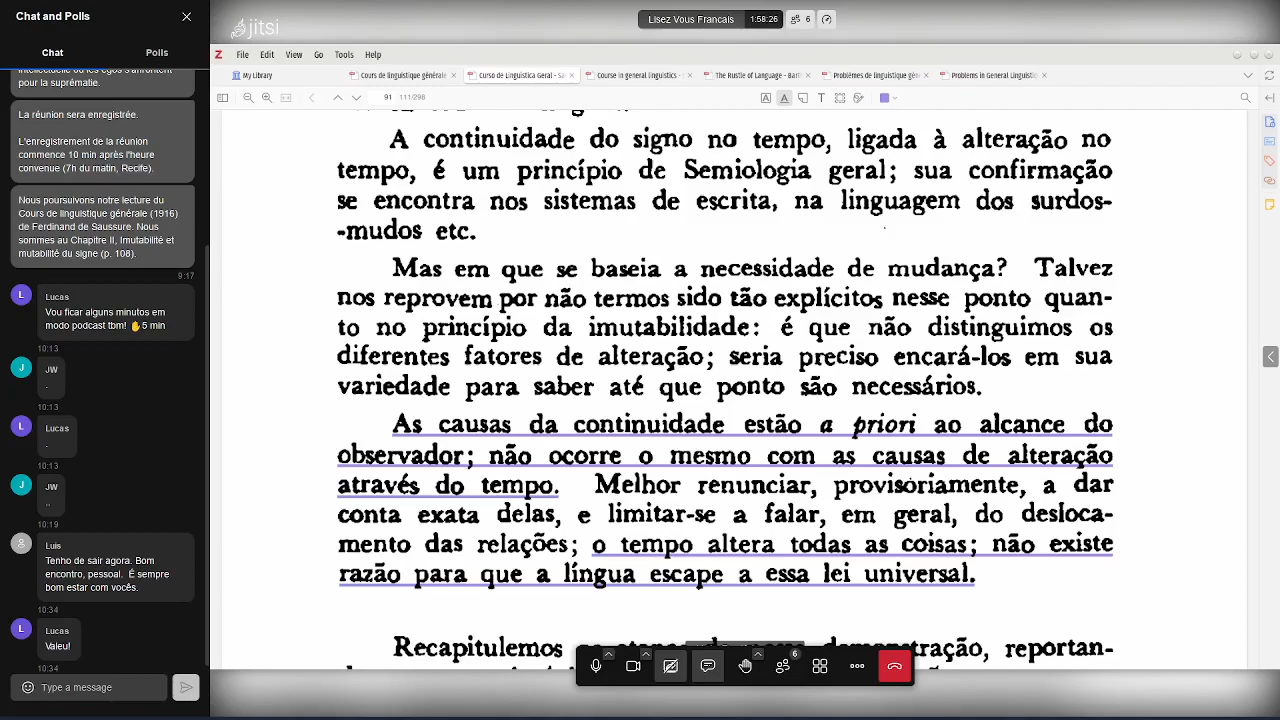 Chat and Polls
Chat
Polls
pour la suprématie.
La réunion sera enregistrée.
L'enregistrement de la réunion
commence 10 min après l'heure
convenue (7h du matin, Recife).
Nous poursuivons notre lecture du
Cours de linguistique générale (1916)
de Ferdinand de Saussure. Nous
sommes au Chapitre II, Imutabilité et
mutabilité du signe (p. 108).
9:17
L
Lucas
Vou ficar alguns minutos em
modo podcast tbm! ✋5 min
10:13
J
JW
.
10:13
L
Lucas
.
10:13
J
JW
..
10:19
Luis
Tenho de sair agora. Bom
encontro, pessoal. É sempre
bom estar com vocês.
10:34
L
Lucas
Valeu!
10:34
Type a message
jitsi
Lisez Vous Francais
1:58:26
6
Z
File Edit View Go Tools Help
My Library
Cours de linguistique générale
Curso de Linguística Geral - Sa
Course in general linguistics -
The Rustle of Language - Bart
Problèmes de linguistique gén
Problems in General Linguistic
91 111/298
A continuidade do signo no tempo, ligada à alteração no
tempo, é um princípio de Semiologia geral; sua confirmação
se encontra nos sistemas de escrita, na linguagem dos surdos-
-mudos etc.
Mas em que se baseia a necessidade de mudança? Talvez
nos reprovem por não termos sido tão explícitos nesse ponto quan-
to no princípio da imutabilidade: é que não distinguimos os
diferentes fatores de alteração; seria preciso encará-los em sua
variedade para saber até que ponto são necessários.
As causas da continuidade estão a priori ao alcance do
observador; não ocorre o mesmo com as causas de alteração
através do tempo. Melhor renunciar, provisòriamente, a dar
conta exata delas, e limitar-se a falar, em geral, do desloca-
mento das relações; o tempo altera todas as coisas; não existe
razão para que a língua escape a essa lei universal.
Recapitulemos demonstração, reportan-
6